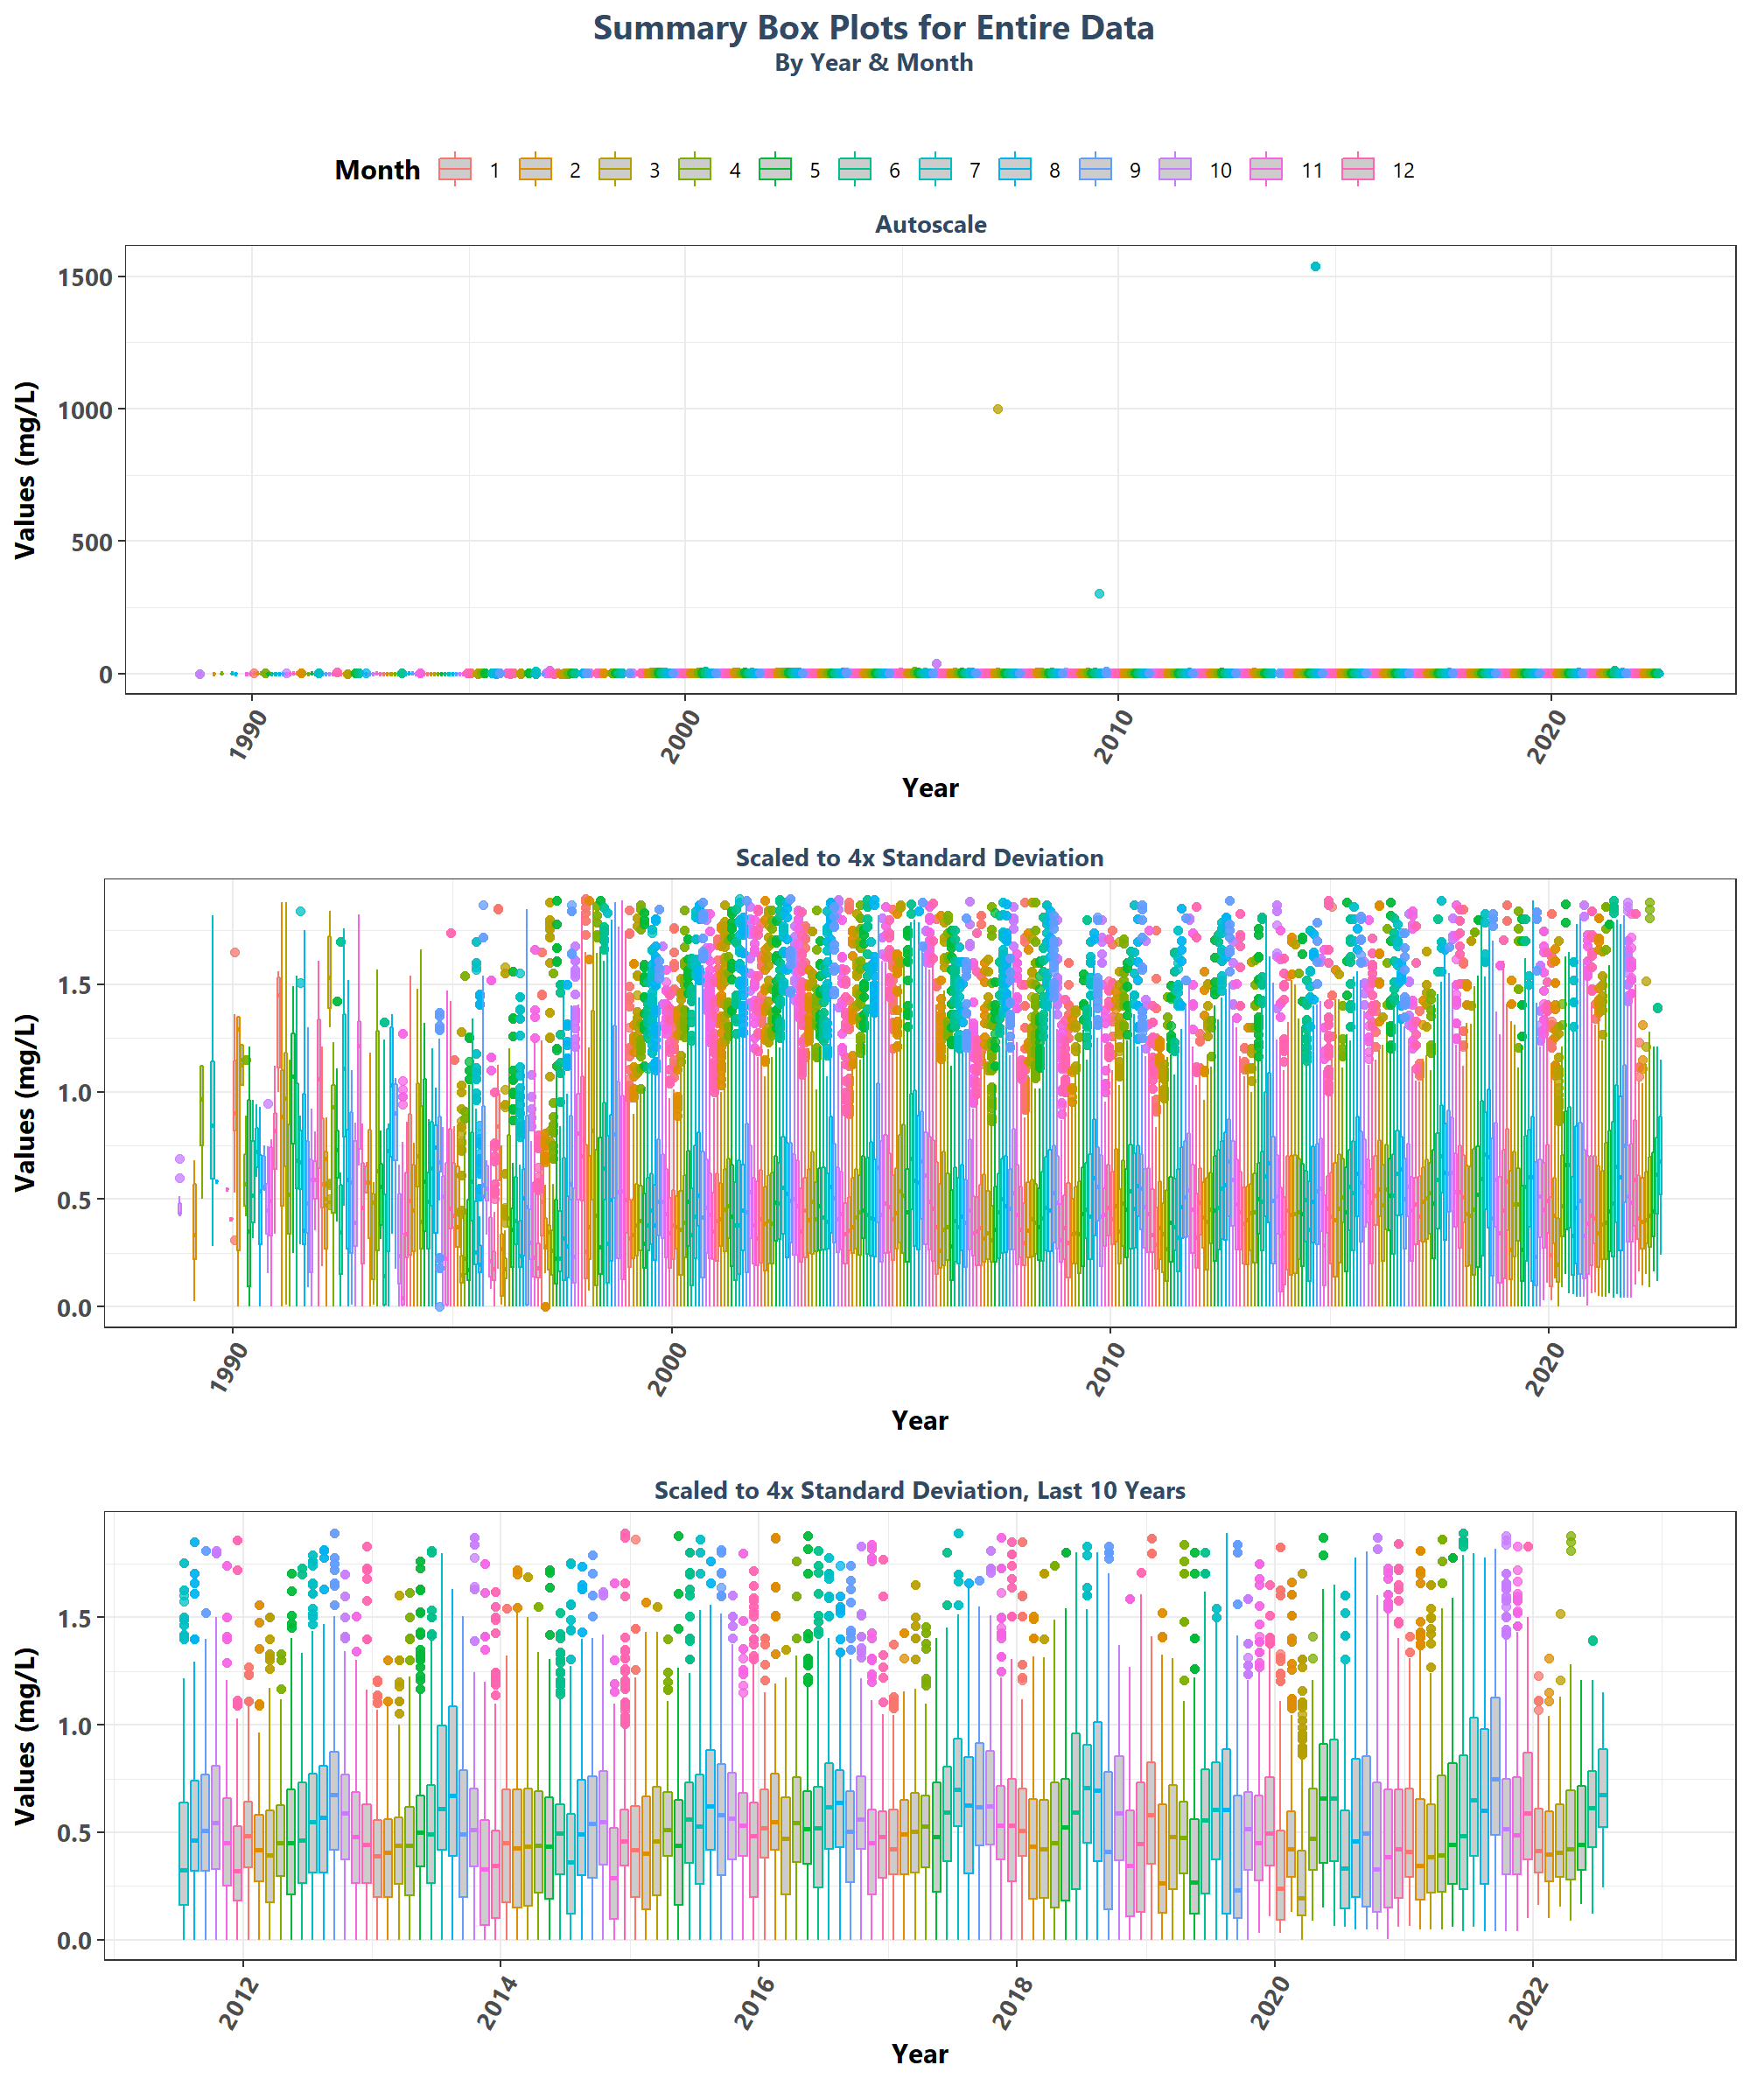 Summary Box Plots for Entire Data
By Year & Month
Month 1 2 3 4 5 6 7 8 9 10 11 12
Autoscale
Values (mg/L)
1500
1000
500
0
1990 2000 2010 2020
Year
Scaled to 4x Standard Deviation
Values (mg/L)
1.5
1.0
0.5
0.0
1990 2000 2010 2020
Year
Scaled to 4x Standard Deviation, Last 10 Years
Values (mg/L)
1.5
1.0
0.5
0.0
2012 2014 2016 2018 2020 2022
Year